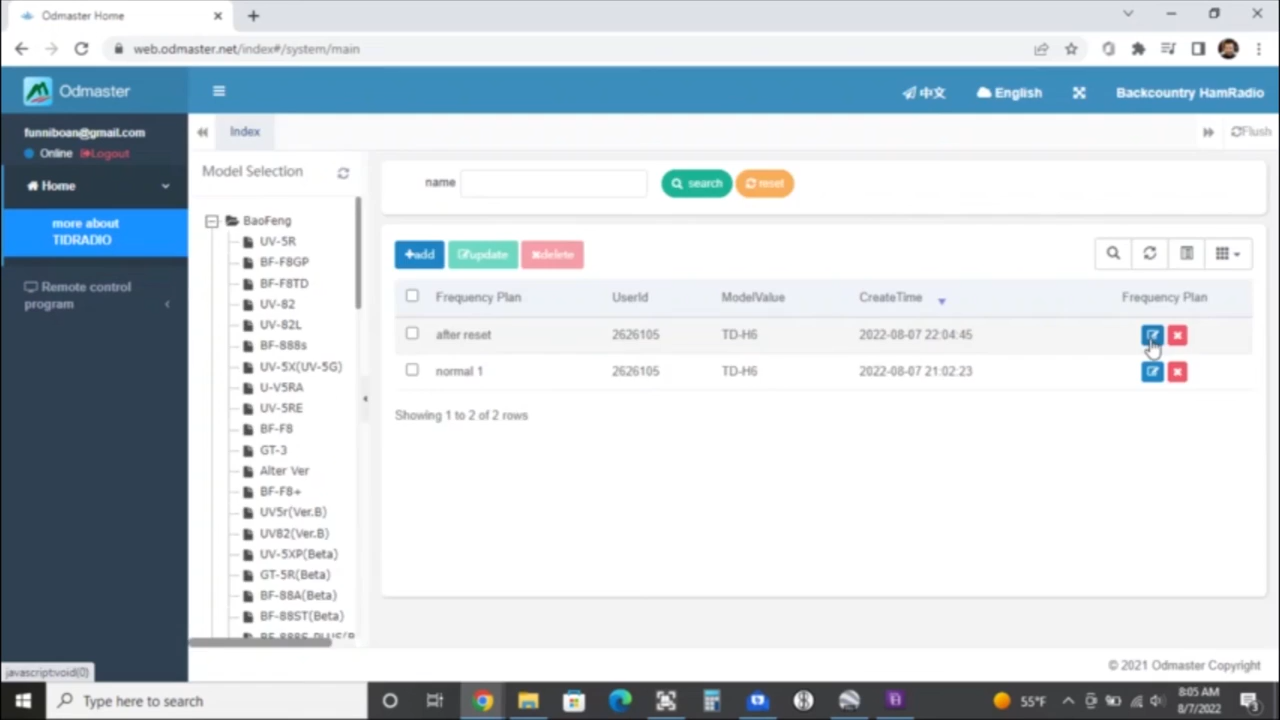 Odmaster Home
web.odmaster.net/index#/system/main
Odmaster
中文
English
Backcountry HamRadio
funniboan@gmail.com
Online Logout
Index
Flush
Home
more about
TIDRADIO
Remote control
program
Model Selection
BaoFeng
UV-5R
BF-F8GP
BF-F8TD
UV-82
UV-82L
BF-888s
UV-5X(UV-5G)
U-V5RA
UV-5RE
BF-F8
GT-3
Alter Ver
BF-F8+
UV5r(Ver.B)
UV82(Ver.B)
UV-5XP(Beta)
GT-5R(Beta)
BF-88A(Beta)
BF-88ST(Beta)
name
search
reset
add update delete
Frequency Plan UserId ModelValue CreateTime Frequency Plan
after reset 2626105 TD-H6 2022-08-07 22:04:45
normal 1 2626105 TD-H6 2022-08-07 21:02:23
Showing 1 to 2 of 2 rows
© 2021 Odmaster Copyright
javascript:void(0)
Type here to search
55°F
8:05 AM
8/7/2022
3